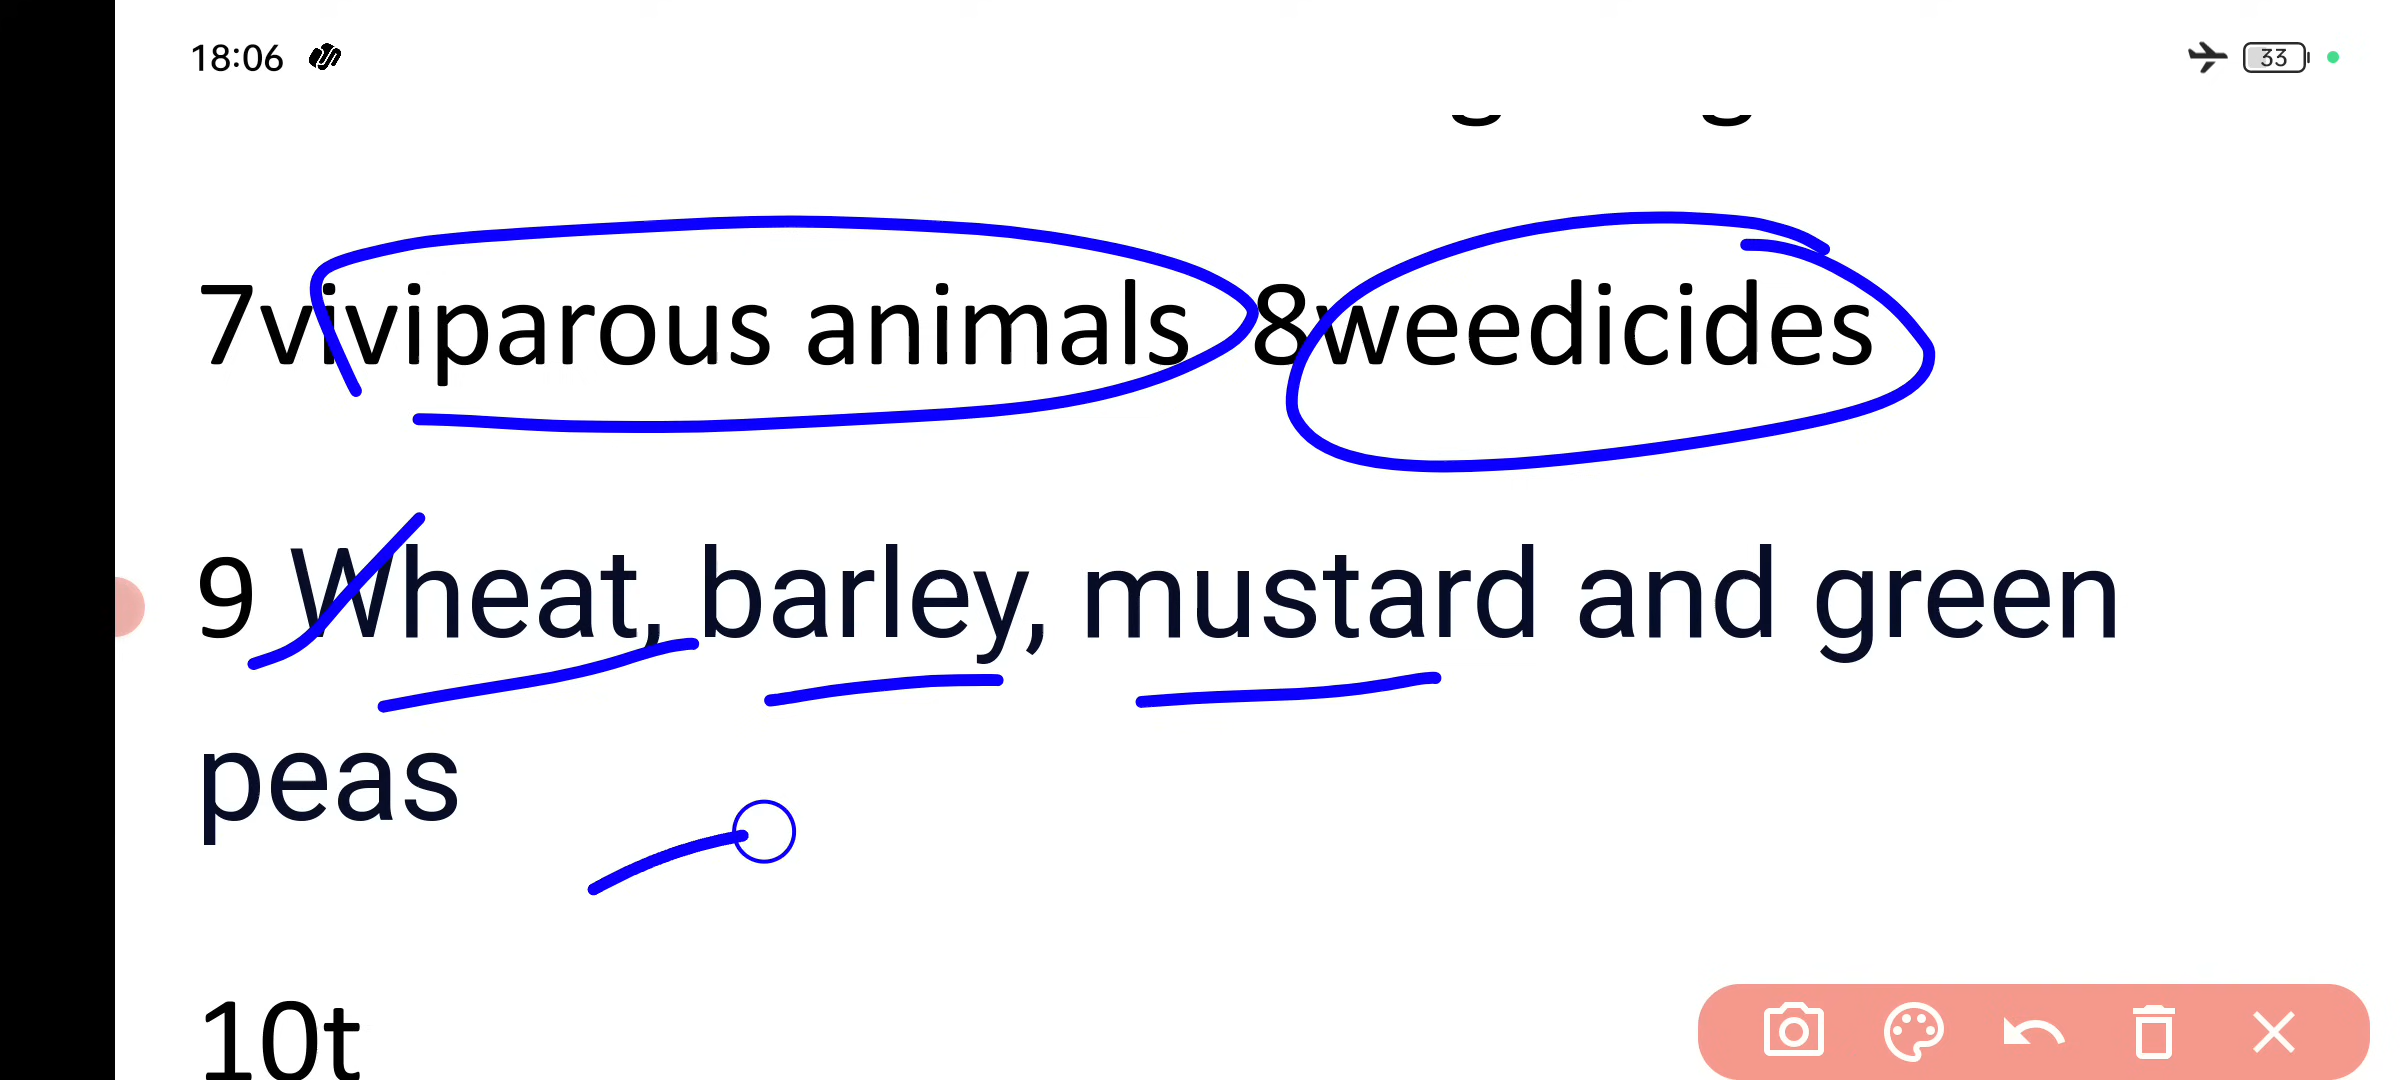 18:06 33
7viviparous animals 8weedicides
9 Wheat, barley, mustard and green
peas
10t